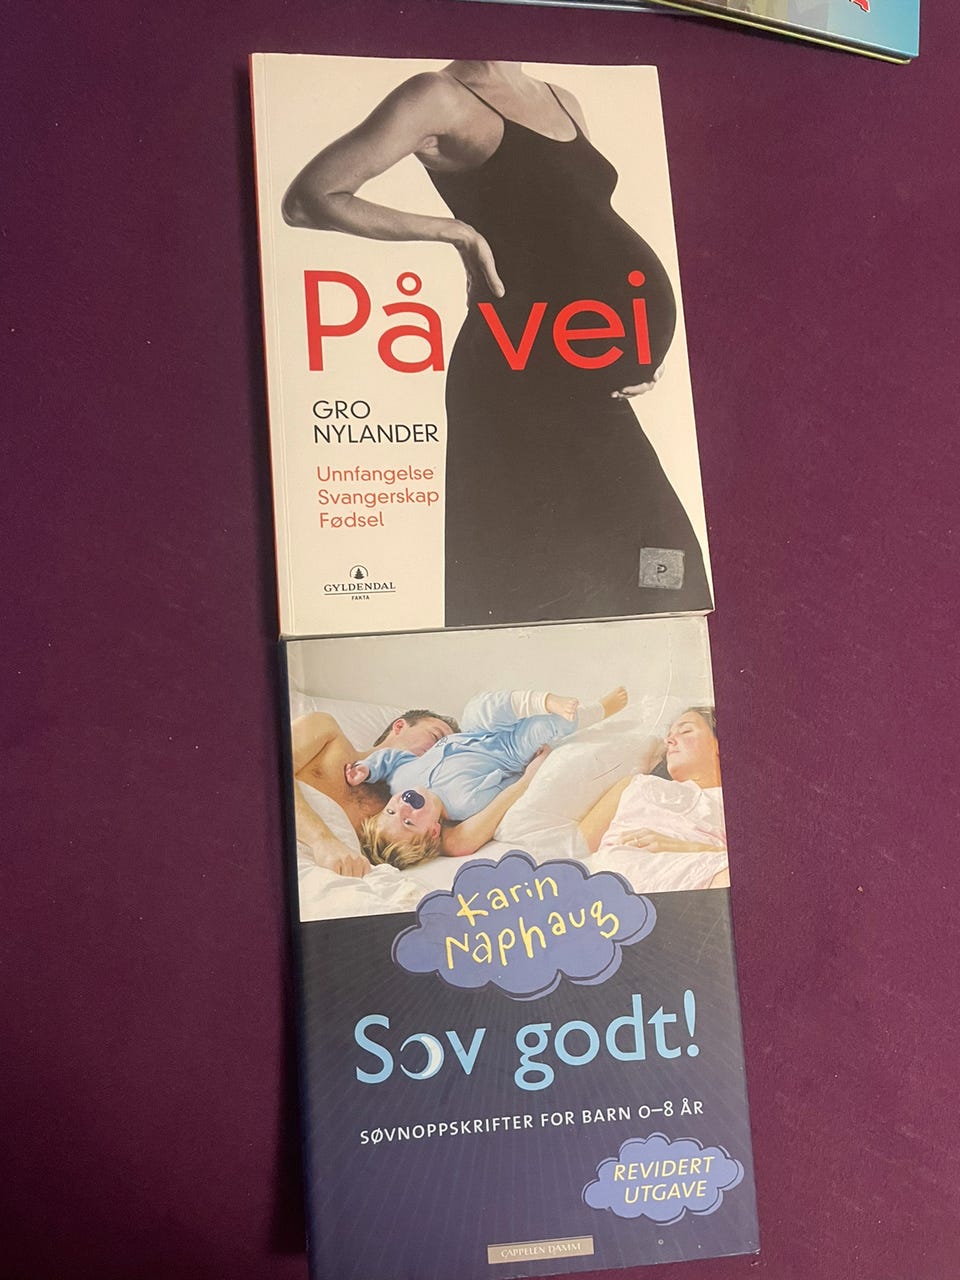 På vei
GRO
NYLANDER
Unnfangelse
Svangerskap
Fødsel
GYLDENDAL
FAKTA
P
Karin
Naphaug
Sov godt!
SØVNOPPSKRIFTER FOR BARN 0–8 ÅR
REVIDERT
UTGAVE
CAPPELEN DAMM